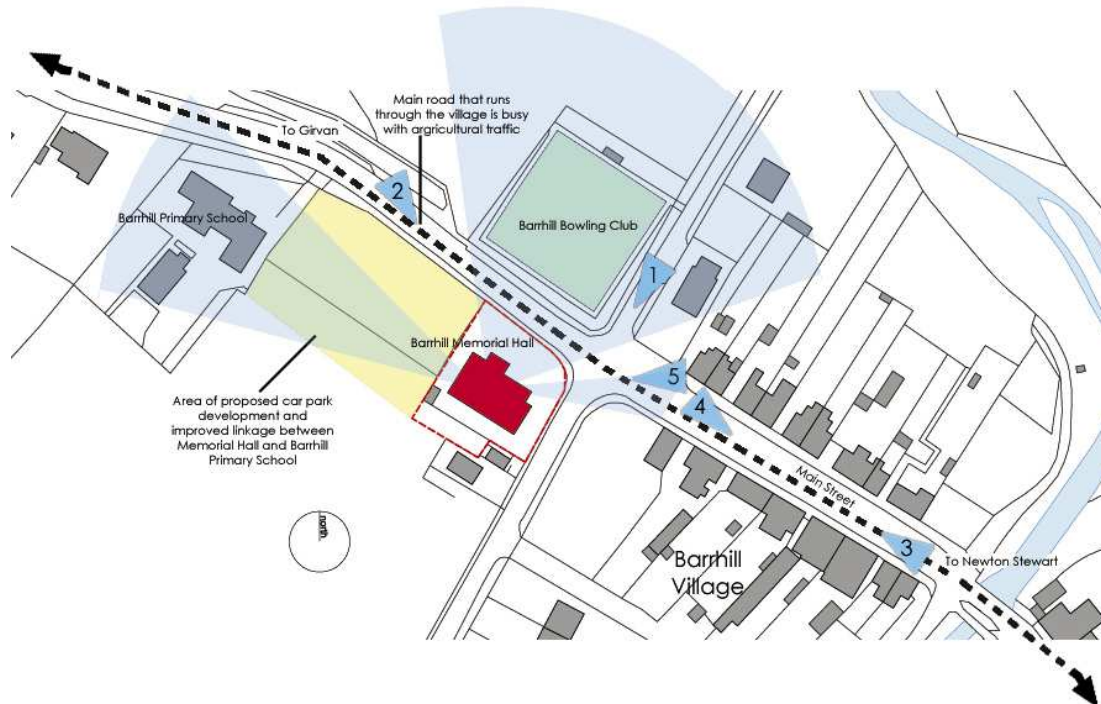 Main road that runs
through the village is busy
with argricultural traffic
To Girvan
2
Barrhill Primary School
Barrhill Bowling Club
1
Barrhill Memorial Hall
5
4
Area of proposed car park
development and
improved linkage between
Memorial Hall and Barrhill
Primary School
Main Street
north
3
To Newton Stewart
Barrhill
Village